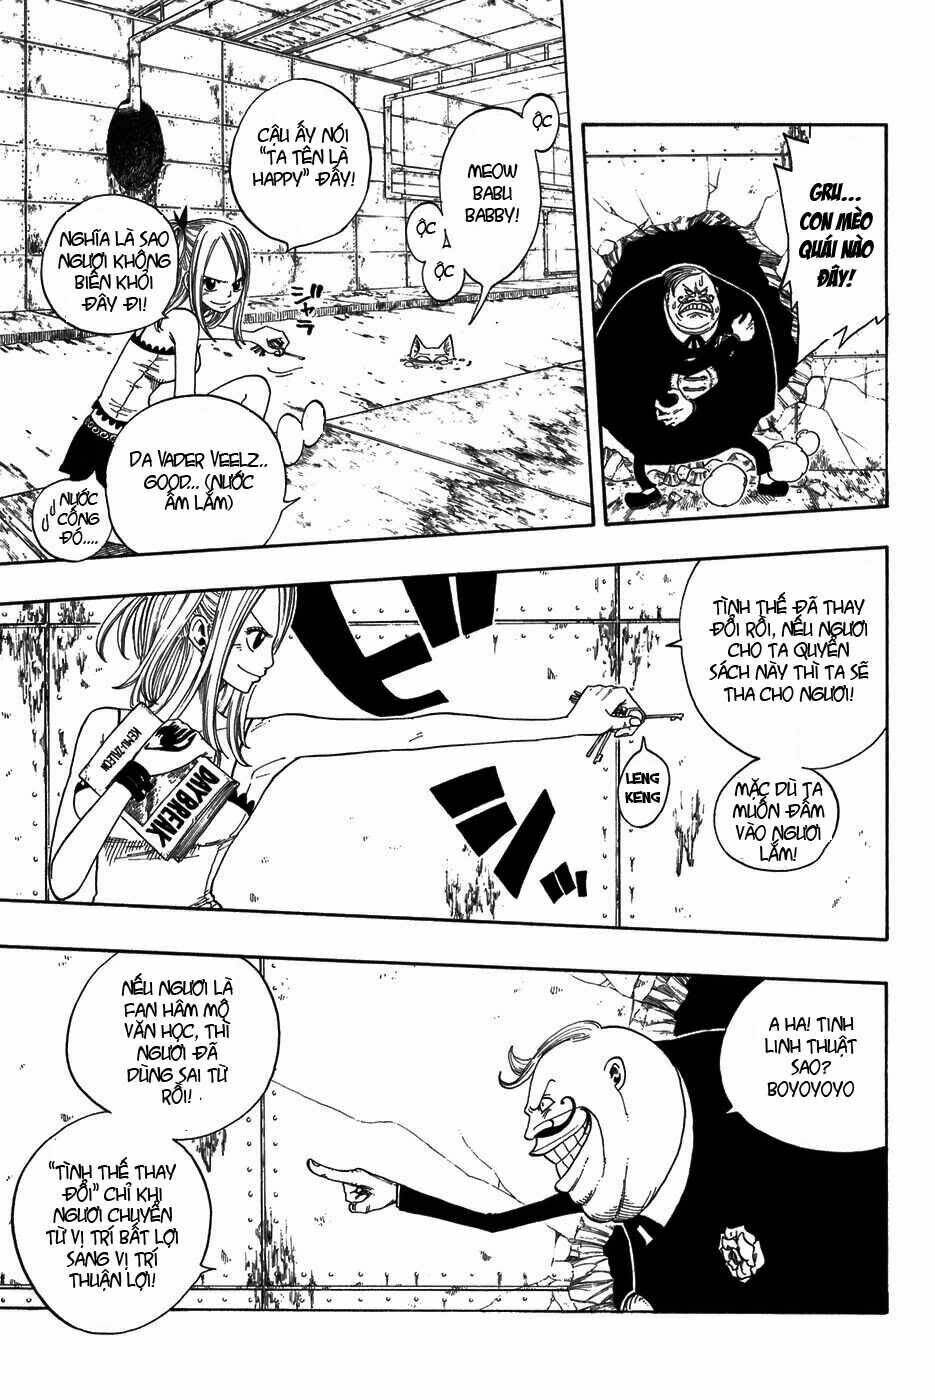 GRU...
CON MÈO
QUÁI NÀO
ĐÂY!
ỘC
MEOW
BABU
BABBY!
ỘC
ỘC
CẬU ẤY NÓI
"TA TÊN LÀ
HAPPY" ĐẤY!
NGHĨA LÀ SAO
NGƯƠI KHÔNG
BIẾN KHỎI
ĐÂY ĐI!
DA VADER VEELZ..
GOOD.. (NƯỚC
ẤM LẮM)
NƯỚC
CỐNG
ĐÓ....
TÌNH THẾ ĐÃ THAY
ĐỔI RỒI, NẾU NGƯƠI
CHO TA QUYỂN
SÁCH NÀY THÌ TA SẼ
THA CHO NGƯƠI!
MẶC DÙ TA
MUỐN ĐẤM
VÀO NGƯƠI
LẮM!
LENG
KENG
KEMU-ZALEON
DAYBREAK
A HA! TINH
LINH THUẬT
SAO?
BOYOYOYO
NẾU NGƯƠI LÀ
FAN HÂM MỘ
VĂN HỌC, THÌ
NGƯƠI ĐÃ
DÙNG SAI TỪ
RỒI!
"TÌNH THẾ THAY
ĐỔI" CHỈ KHI
NGƯƠI CHUYỂN
TỪ VỊ TRÍ BẤT LỢI
SANG VỊ TRÍ
THUẬN LỢI!